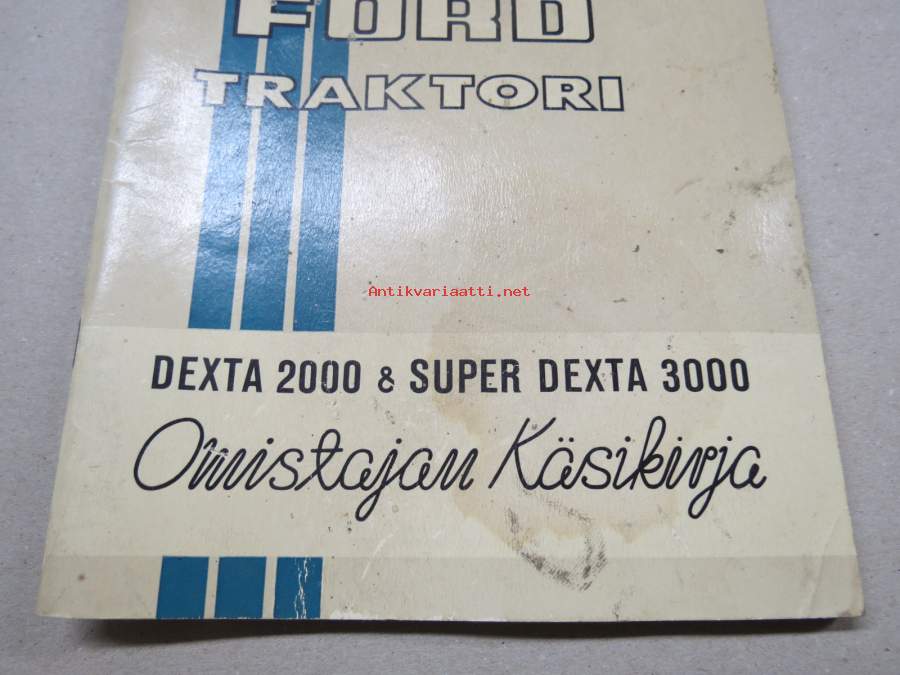 FORD
TRAKTORI
Antikvariaatti.net
DEXTA 2000 & SUPER DEXTA 3000
Omistajan Käsikirja